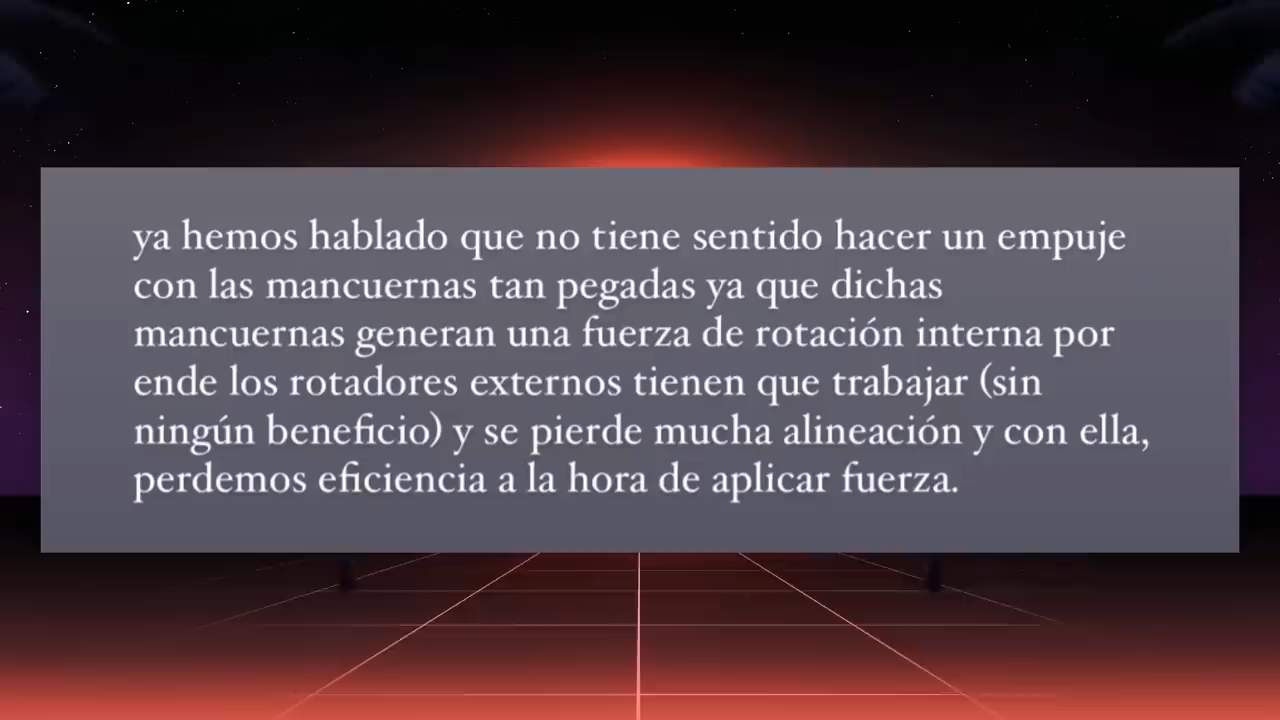 ya hemos hablado que no tiene sentido hacer un empuje
con las mancuernas tan pegadas ya que dichas
mancuernas generan una fuerza de rotación interna por
ende los rotadores externos tienen que trabajar (sin
ningún beneficio) y se pierde mucha alineación y con ella,
perdemos eficiencia a la hora de aplicar fuerza.